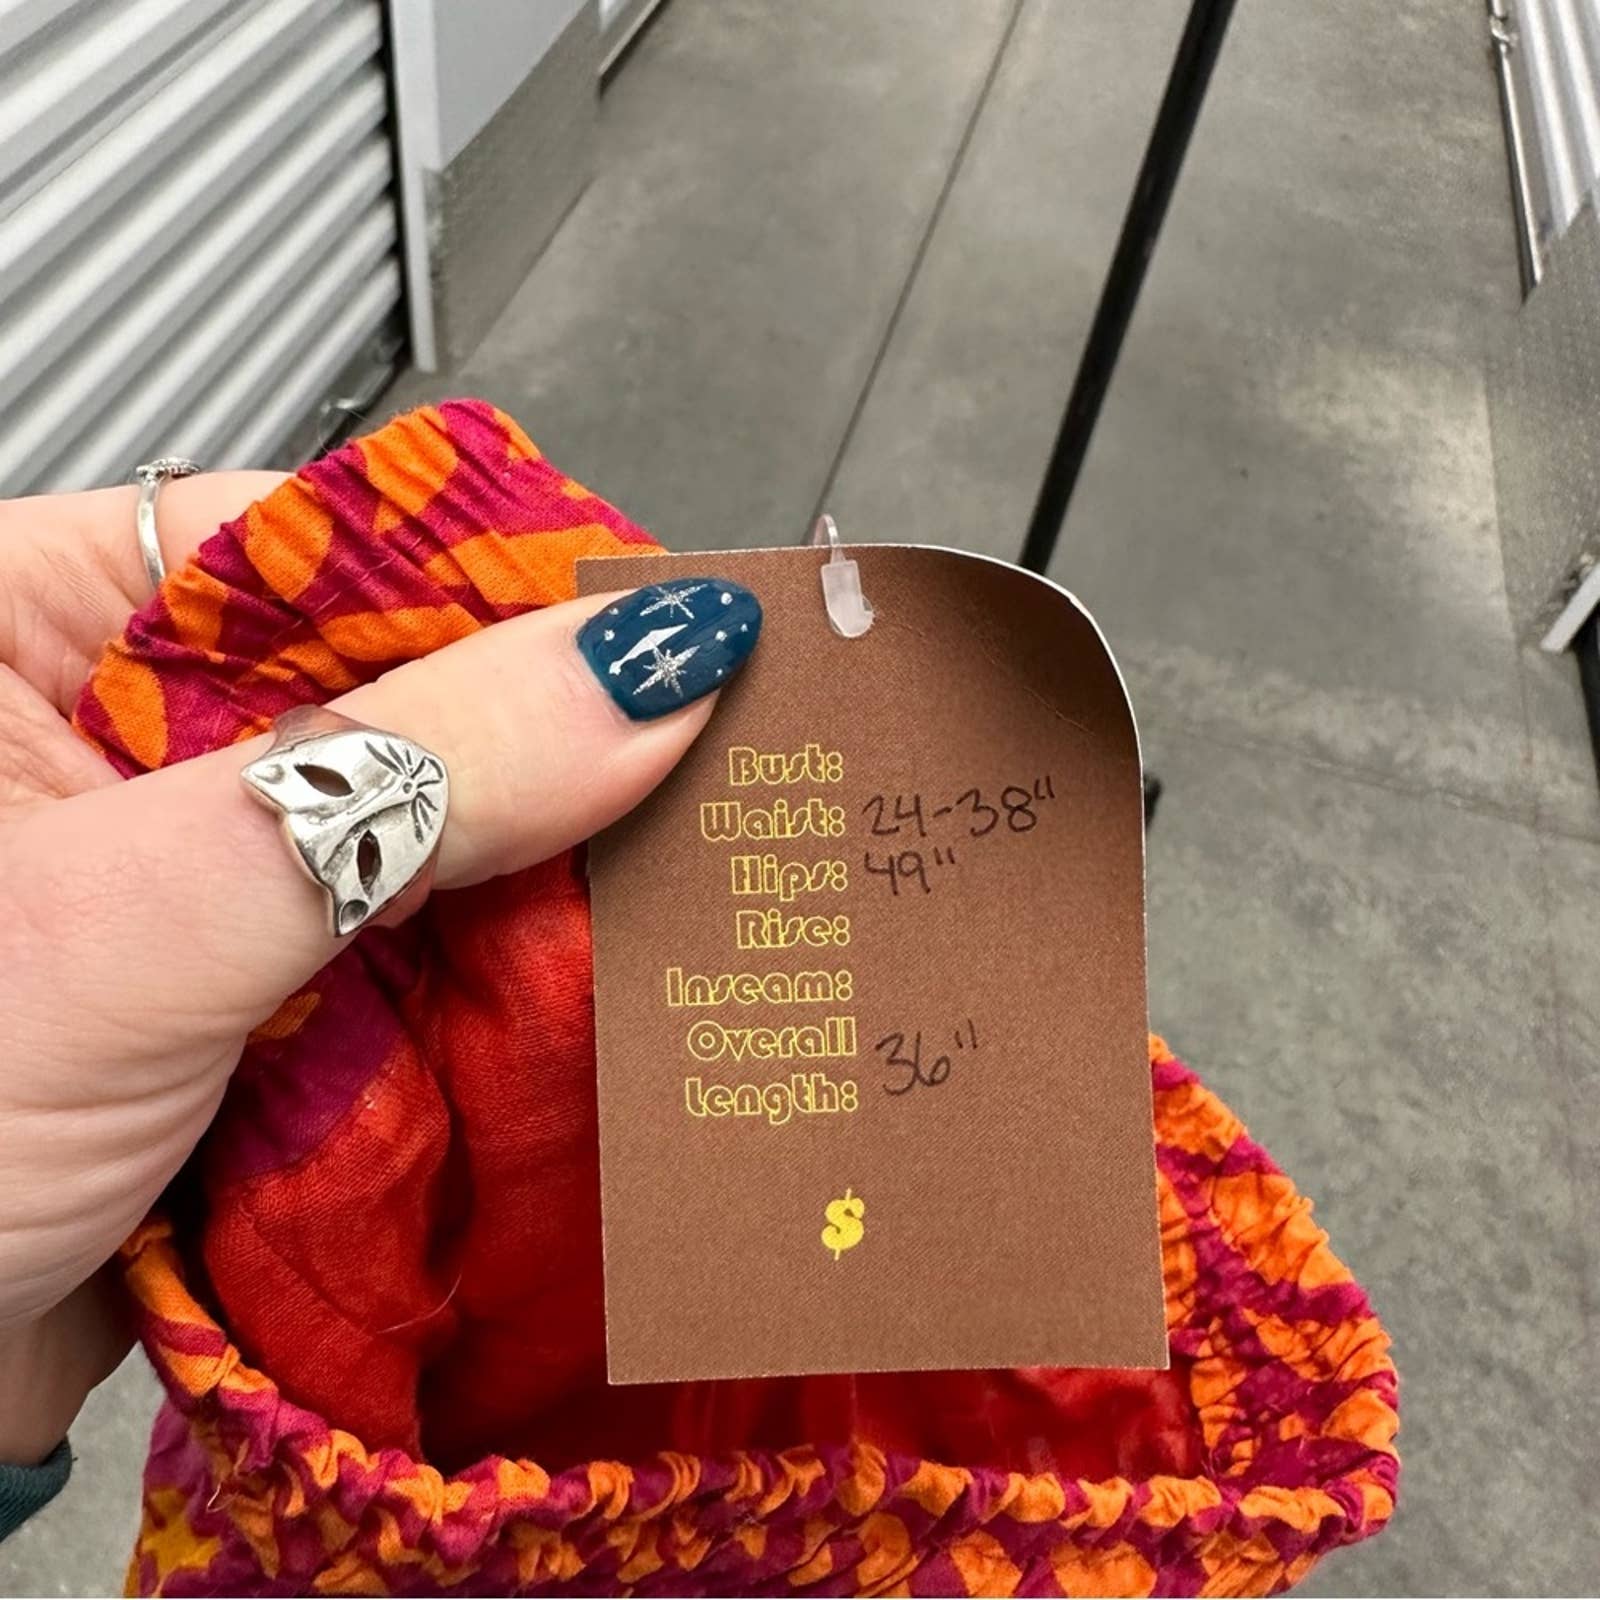 Bust:
Waist: 24-38"
Hips: 49"
Rise:
Inseam:
Overall
Length: 36"
$